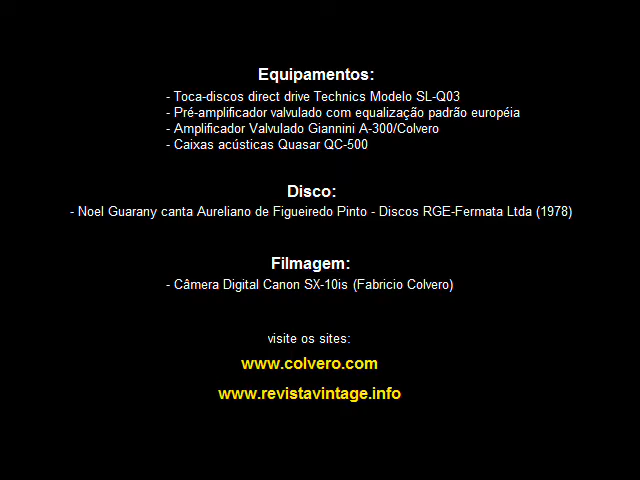 Equipamentos:
- Toca-discos direct drive Technics Modelo SL-Q03
- Pré-amplificador valvulado com equalização padrão européia
- Amplificador Valvulado Giannini A-300/Colvero
- Caixas acústicas Quasar QC-500
Disco:
- Noel Guarany canta Aureliano de Figueiredo Pinto - Discos RGE-Fermata Ltda (1978)
Filmagem:
- Câmera Digital Canon SX-10is (Fabricio Colvero)
visite os sites:
www.colvero.com
www.revistavintage.info